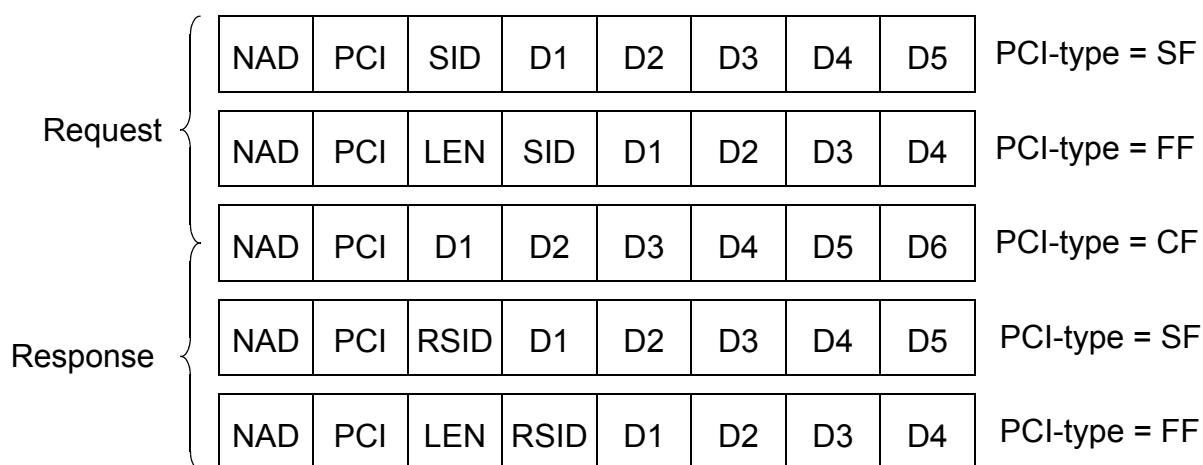 NAD PCI SID D1 D2 D3 D4 D5 PCI-type = SF
Request
NAD PCI LEN SID D1 D2 D3 D4 PCI-type = FF
NAD PCI D1 D2 D3 D4 D5 D6 PCI-type = CF
NAD PCI RSID D1 D2 D3 D4 D5 PCI-type = SF
Response
NAD PCI LEN RSID D1 D2 D3 D4 PCI-type = FF